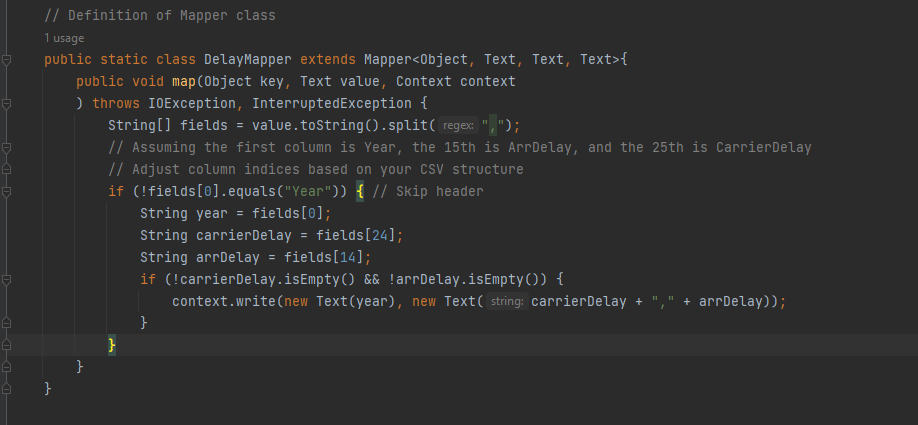 // Definition of Mapper class
1 usage
public static class DelayMapper extends Mapper<Object, Text, Text, Text>{
public void map(Object key, Text value, Context context
) throws IOException, InterruptedException {
String[] fields = value.toString().split( regex: ",");
// Assuming the first column is Year, the 15th is ArrDelay, and the 25th is CarrierDelay
// Adjust column indices based on your CSV structure
if (!fields[0].equals("Year")) { // Skip header
String year = fields[0];
String carrierDelay = fields[24];
String arrDelay = fields[14];
if (!carrierDelay.isEmpty() && !arrDelay.isEmpty()) {
context.write(new Text(year), new Text( string: carrierDelay + "," + arrDelay));
}
}
}
}